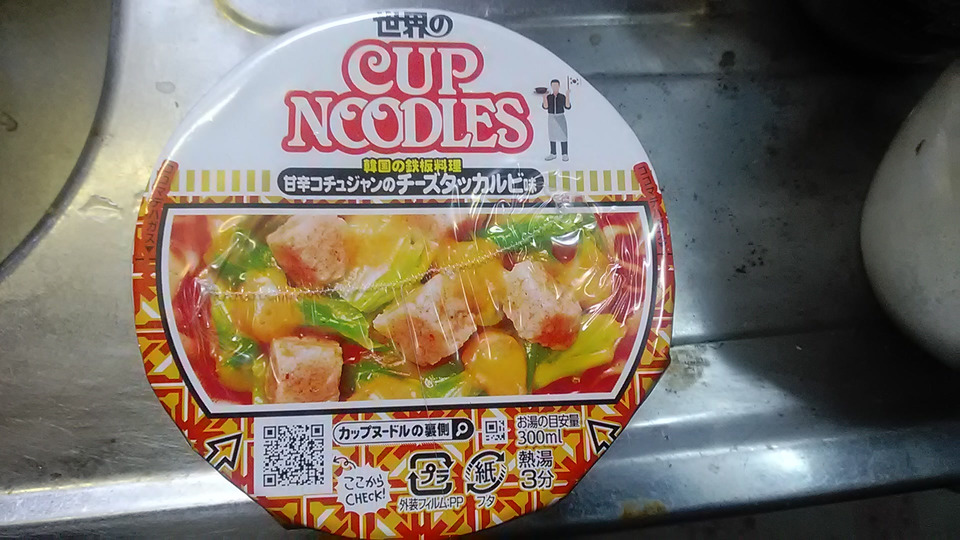 世界の
CUP
NOODLES
韓国の鉄板料理
甘辛コチュジャンのチーズタッカルビ味
カップヌードルの裏側
お湯の目安量
300ml
熱湯
3分
ここから
CHECK!
プラ
外装フィルム:PP
紙
フタ